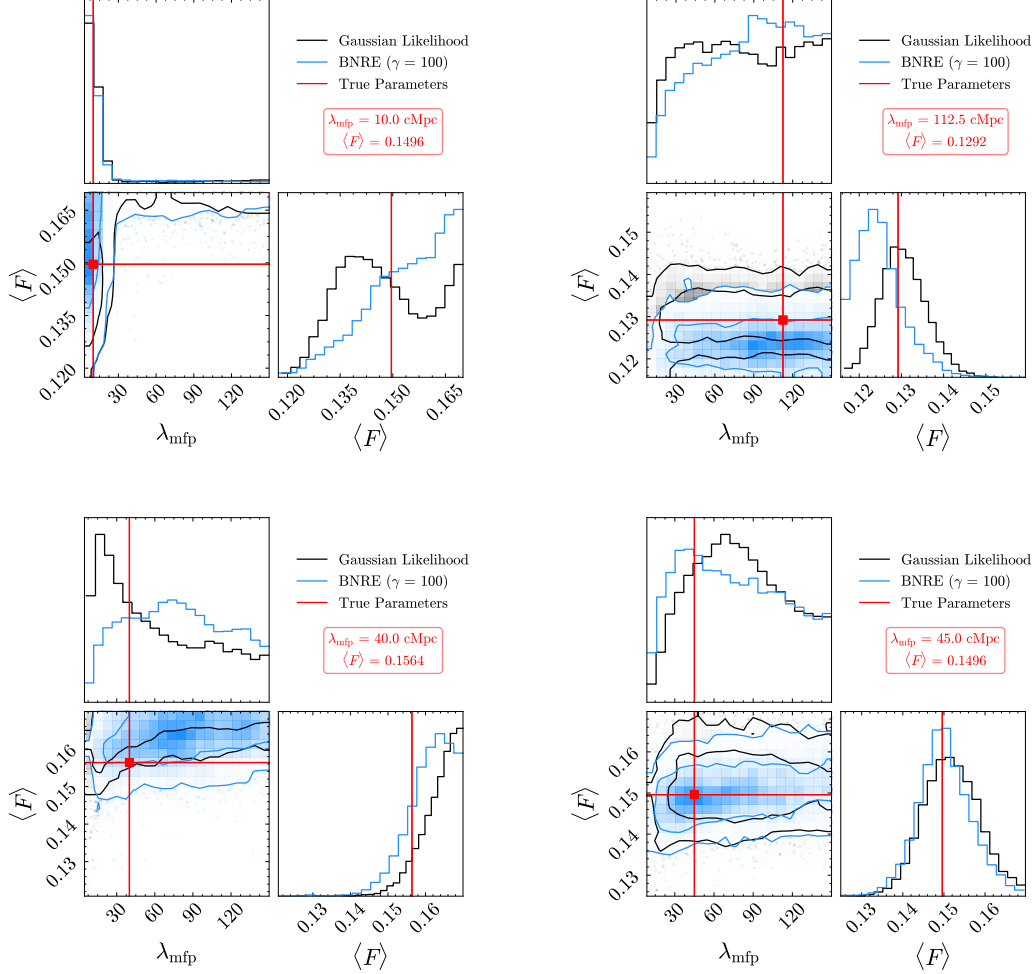 Gaussian Likelihood
BNRE (γ = 100)
True Parameters
λmfp = 10.0 cMpc
⟨F⟩ = 0.1496
0.165
0.150
0.135
0.120
⟨F⟩
30 60 90 120
λmfp
0.120 0.135 0.150 0.165
⟨F⟩
Gaussian Likelihood
BNRE (γ = 100)
True Parameters
λmfp = 112.5 cMpc
⟨F⟩ = 0.1292
0.15
0.14
0.13
0.12
⟨F⟩
30 60 90 120
λmfp
0.12 0.13 0.14 0.15
⟨F⟩
Gaussian Likelihood
BNRE (γ = 100)
True Parameters
λmfp = 40.0 cMpc
⟨F⟩ = 0.1564
0.16
0.15
0.14
0.13
⟨F⟩
30 60 90 120
λmfp
0.13 0.14 0.15 0.16
⟨F⟩
Gaussian Likelihood
BNRE (γ = 100)
True Parameters
λmfp = 45.0 cMpc
⟨F⟩ = 0.1496
0.16
0.15
0.14
0.13
⟨F⟩
30 60 90 120
λmfp
0.13 0.14 0.15 0.16
⟨F⟩